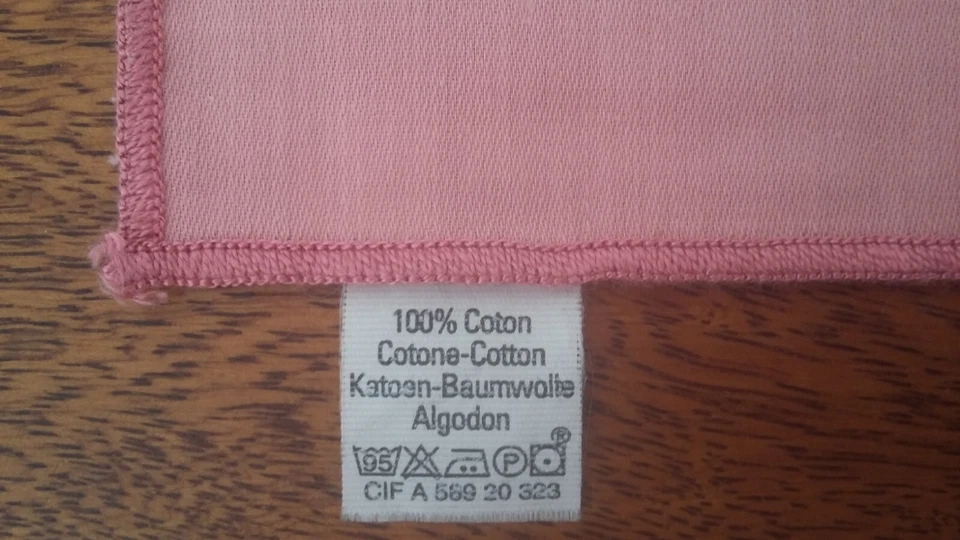 100% Coton
Cotone-Cotton
Katoen-Baumwolle
Algodon
®
95 P
CIF A 569 20 323